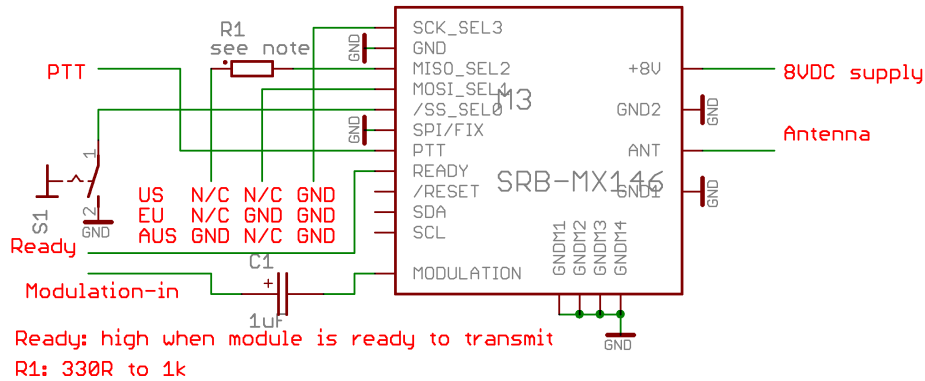 R1
see note
PTT
SCK_SEL3
GND
GND
MISO_SEL2
MOSI_SEL1
M3
/SS_SEL0
GND
SPI/FIX
PTT
READY
/RESET
SDA
SCL
MODULATION
SRB-MX146
+8V
8VDC supply
GND2
GND
Antenna
ANT
GND1
GND
GNDM1
GNDM2
GNDM3
GNDM4
GND
1
2
S1
GND
US N/C N/C GND
EU N/C GND GND
AUS GND N/C GND
Ready
C1
+
1uF
Modulation-in
Ready: high when module is ready to transmit
R1: 330R to 1k